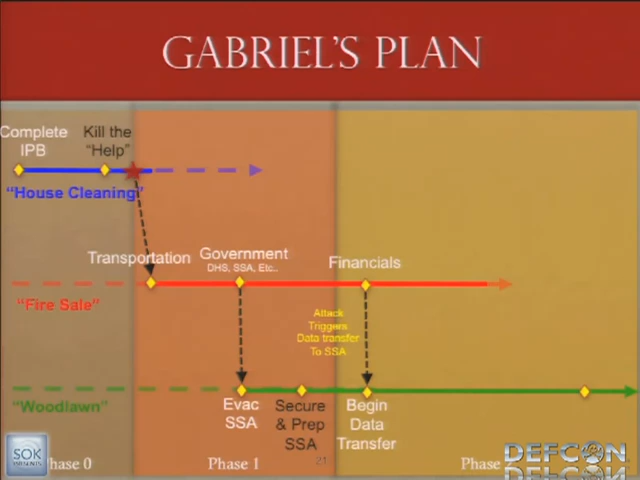 GABRIEL'S PLAN
Complete
IPB
Kill the
"Help"
"House Cleaning"
Transportation
Government
DHS, SSA, Etc..
Financials
"Fire Sale"
Attack
Triggers
Data transfer
To SSA
"Woodlawn"
Evac
SSA
Secure
& Prep
SSA
Begin
Data
Transfer
SOK
hase 0
Phase 1
21
Phase
DEFCON